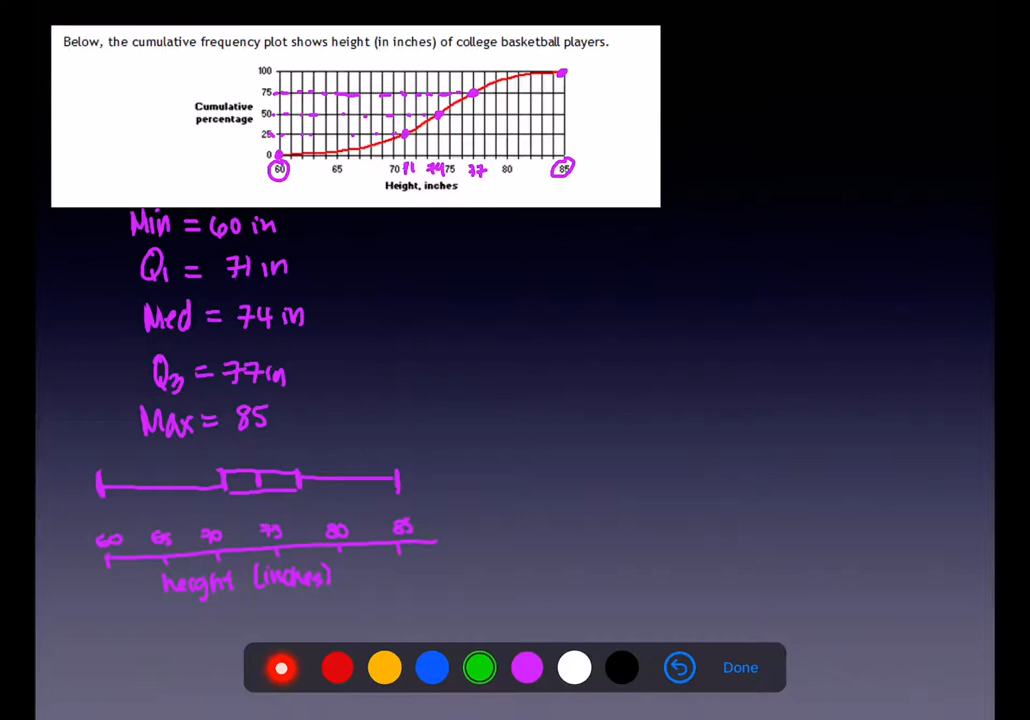 Below, the cumulative frequency plot shows height (in inches) of college basketball players.
100
75
50
25
0
Cumulative
percentage
60 65 70 71 74 75 77 80 85
Height, inches
Min = 60 in
Q1 = 71 in
Med = 74 in
Q3 = 77 in
Max = 85
60 65 70 75 80 85
height (inches)
Done